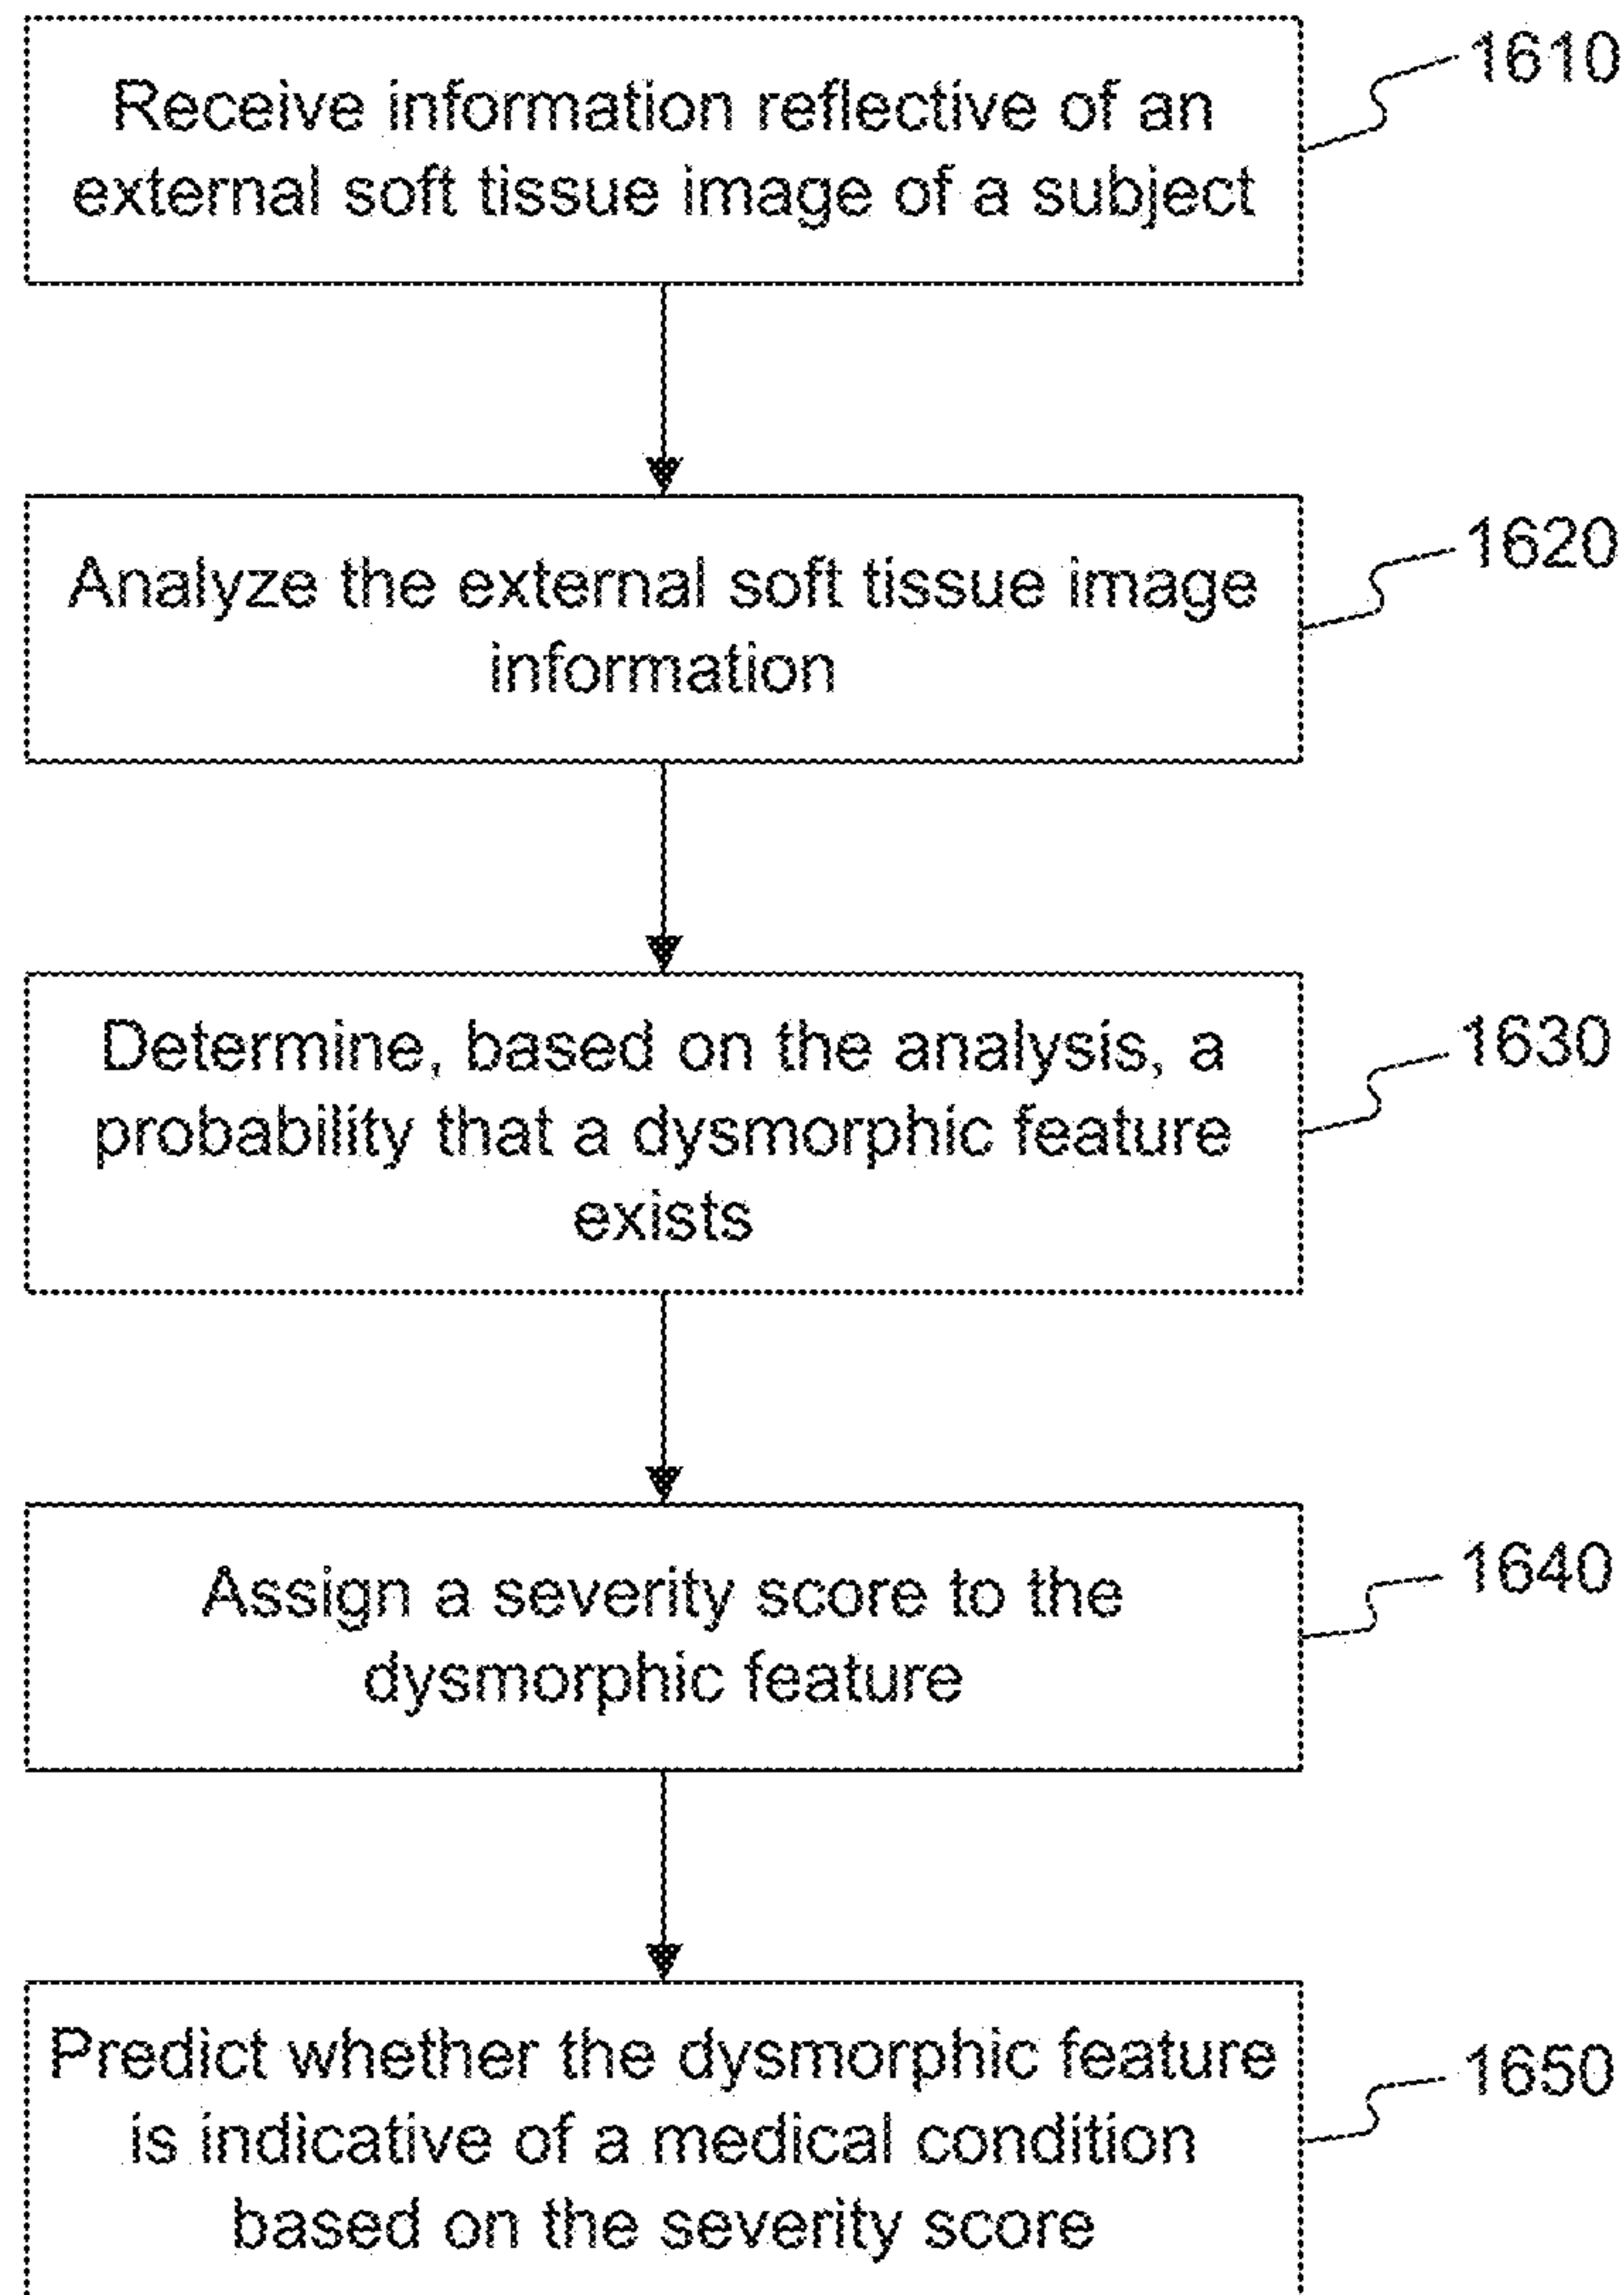 Receive information reflective of an
external soft tissue image of a subject
1610
Analyze the external soft tissue image
information
1620
Determine, based on the analysis, a
probability that a dysmorphic feature
exists
1630
Assign a severity score to the
dysmorphic feature
1640
Predict whether the dysmorphic feature
is indicative of a medical condition
based on the severity score
1650